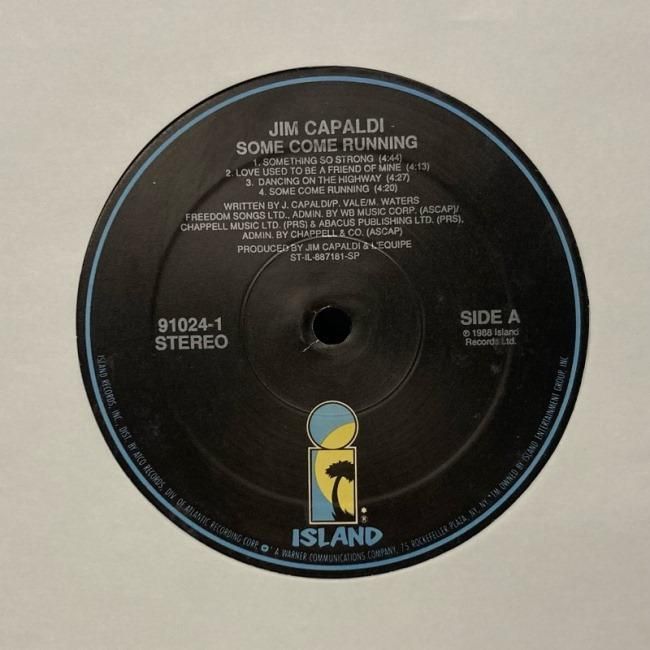 JIM CAPALDI
SOME COME RUNNING
1. SOMETHING SO STRONG (4:44)
2. LOVE USED TO BE A FRIEND OF MINE (4:13)
3. DANCING ON THE HIGHWAY (4:27)
4. SOME COME RUNNING (4:20)
WRITTEN BY J. CAPALDI/P. VALE/M. WATERS
FREEDOM SONGS LTD., ADMIN. BY WB MUSIC CORP. (ASCAP)/
CHAPPELL MUSIC LTD. (PRS) & ABACUS PUBLISHING LTD. (PRS),
ADMIN. BY CHAPPELL & CO. (ASCAP)
PRODUCED BY JIM CAPALDI & L'EQUIPE
ST-IL-887181-SP
91024-1
STEREO
SIDE A
℗ 1988 Island
Records Ltd.
ISLAND
®
ISLAND RECORDS, INC., DIST. BY ATCO RECORDS, DIV. OF ATLANTIC RECORDING CORP. A WARNER COMMUNICATIONS COMPANY, 75 ROCKEFELLER PLAZA, NY, NY. *TM OWNED BY ISLAND ENTERTAINMENT GROUP, INC